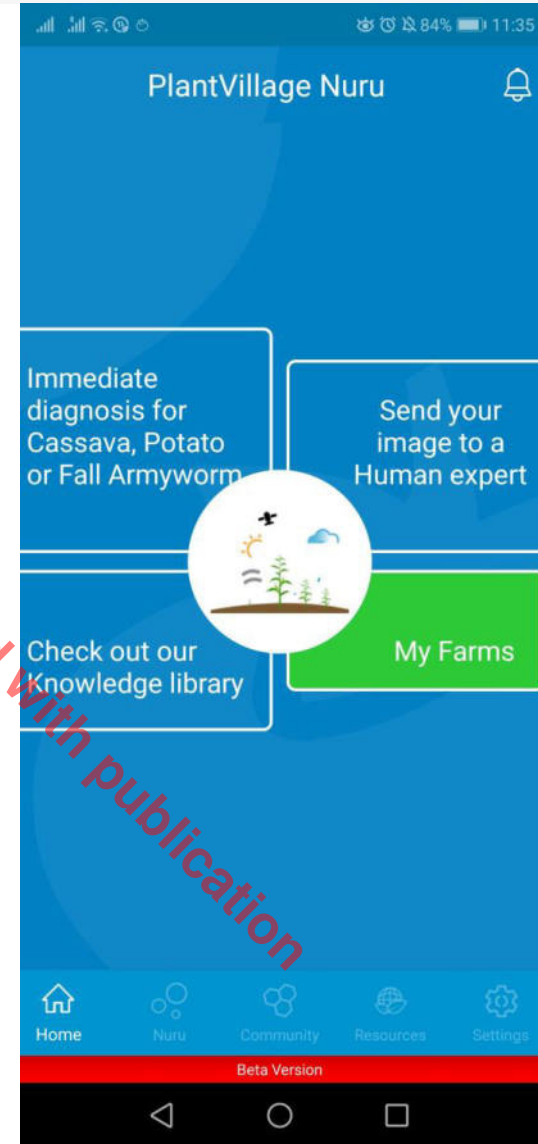 84% 11:35
PlantVillage Nuru
Immediate
diagnosis for
Cassava, Potato
or Fall Armyworm
Send your
image to a
Human expert
Check out our
Knowledge library
My Farms
with publication
Home
Nuru
Community
Resources
Settings
Beta Version